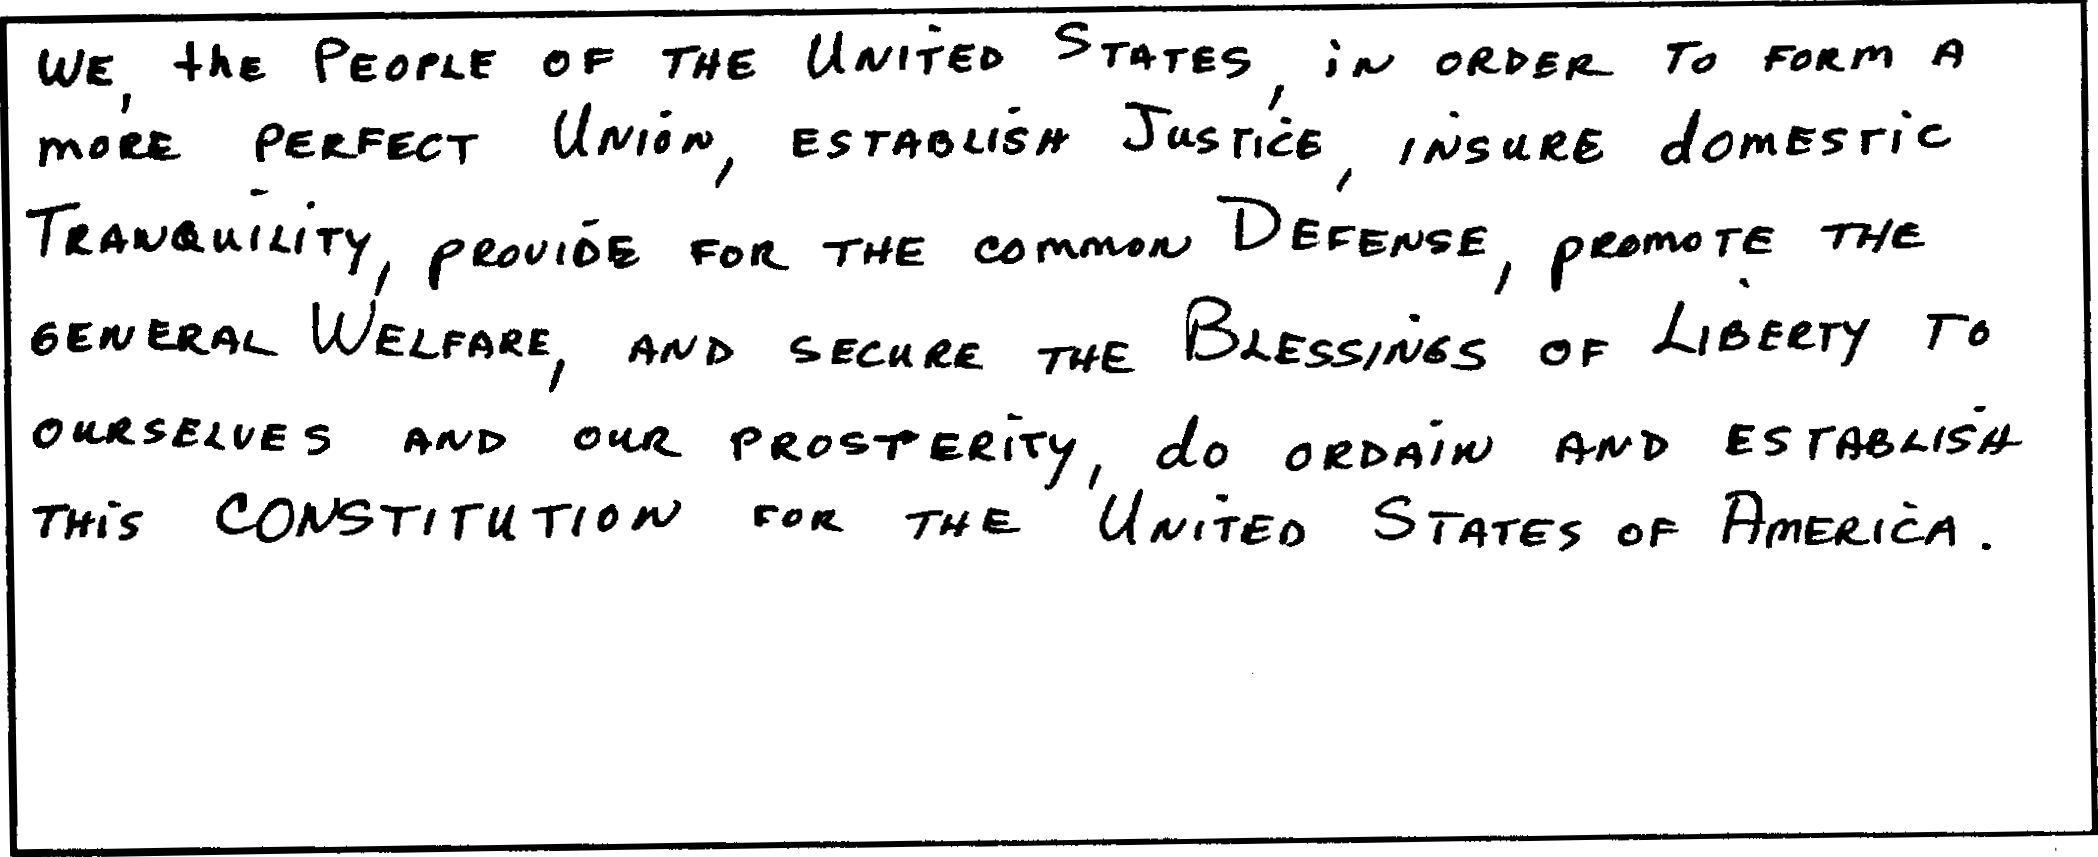 We, the People of the United States, in order to form a
more perfect Union, establish Justice, insure domestic
Tranquility, provide for the common Defense, promote the
general Welfare, and secure the Blessings of Liberty to
ourselves and our prosterity, do ordain and establish
this CONSTITUTION for the United States of America.